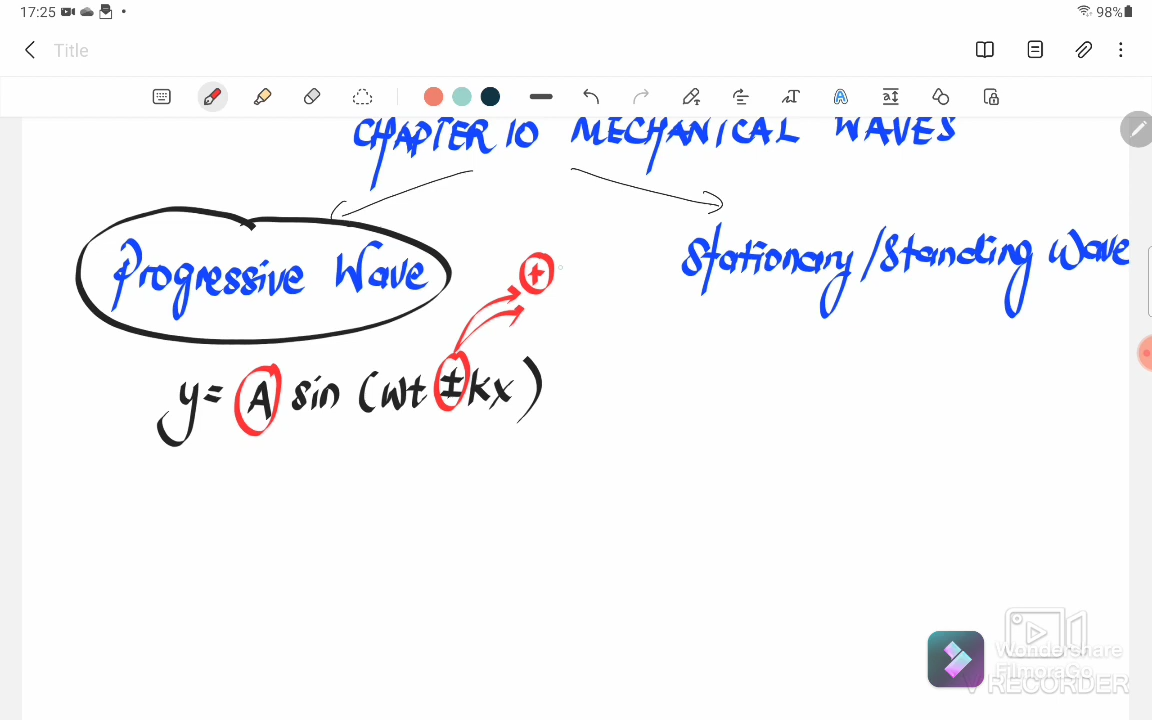 17:25 98%
Title
CHAPTER 10 MECHANICAL WAVES
Progressive Wave
Stationary/Standing Wave
+
y= A sin (wt ± kx)
Wondershare
FilmoraGo
V RECORDER